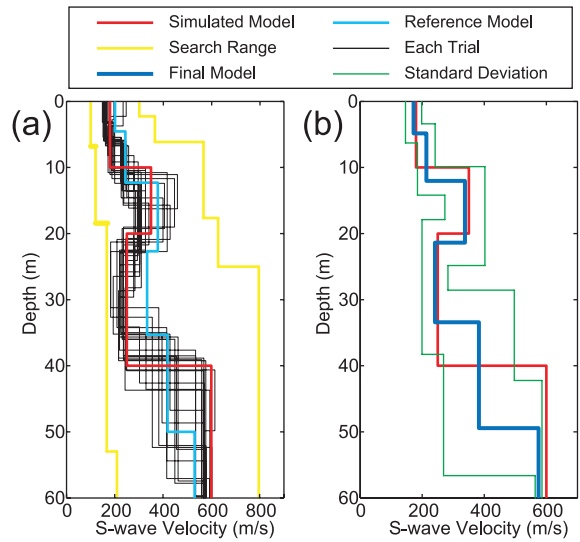 Simulated Model
Reference Model
Search Range
Each Trial
Final Model
Standard Deviation
(a)
(b)
0
10
20
30
40
50
60
Depth (m)
0 200 400 600 800
S-wave Velocity (m/s)
0
10
20
30
40
50
60
Depth (m)
0 200 400 600 800
S-wave Velocity (m/s)